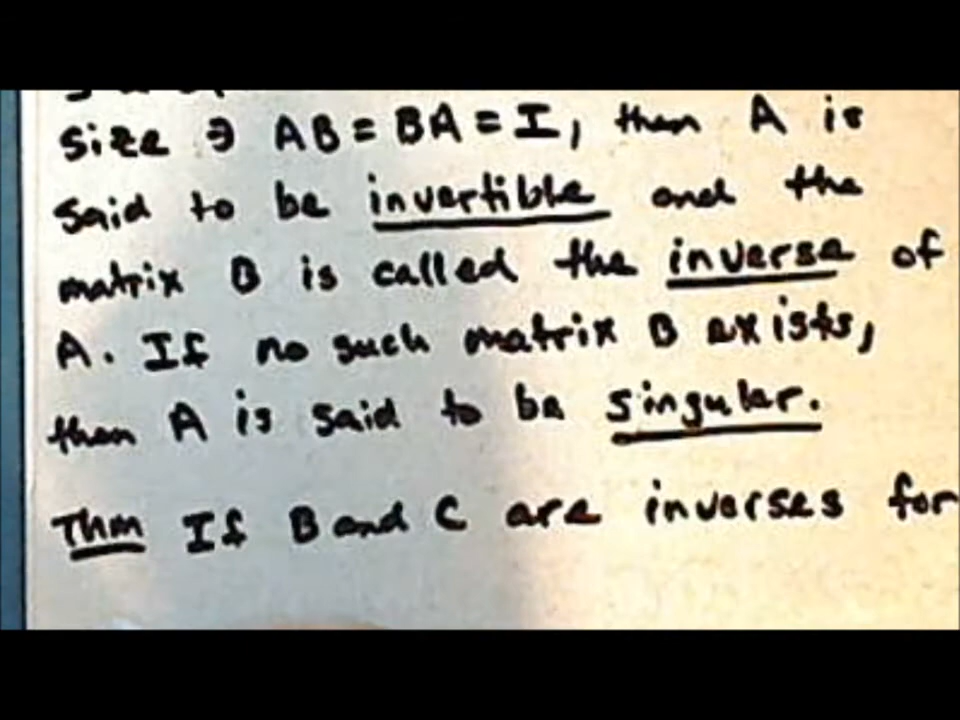 size ∋ AB = BA = I, then A is
said to be invertible and the
matrix B is called the inverse of
A. If no such matrix B exists,
then A is said to be singular.
Thm If B and C are inverses for